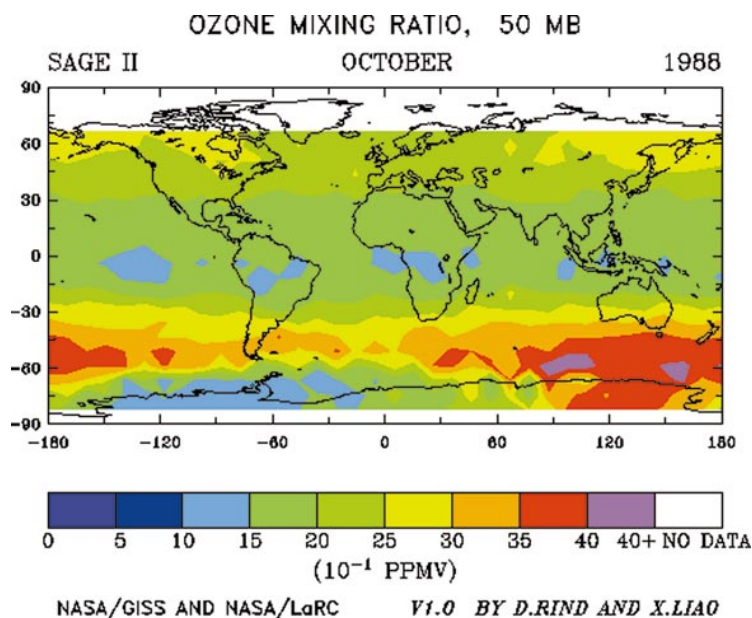 OZONE MIXING RATIO, 50 MB
SAGE II OCTOBER 1988
90
60
30
0
-30
-60
-90
-180 -120 -60 0 60 120 180
0 5 10 15 20 25 30 35 40 40+ NO DATA
(10⁻¹ PPMV)
NASA/GISS AND NASA/LaRC V1.0 BY D.RIND AND X.LIAO